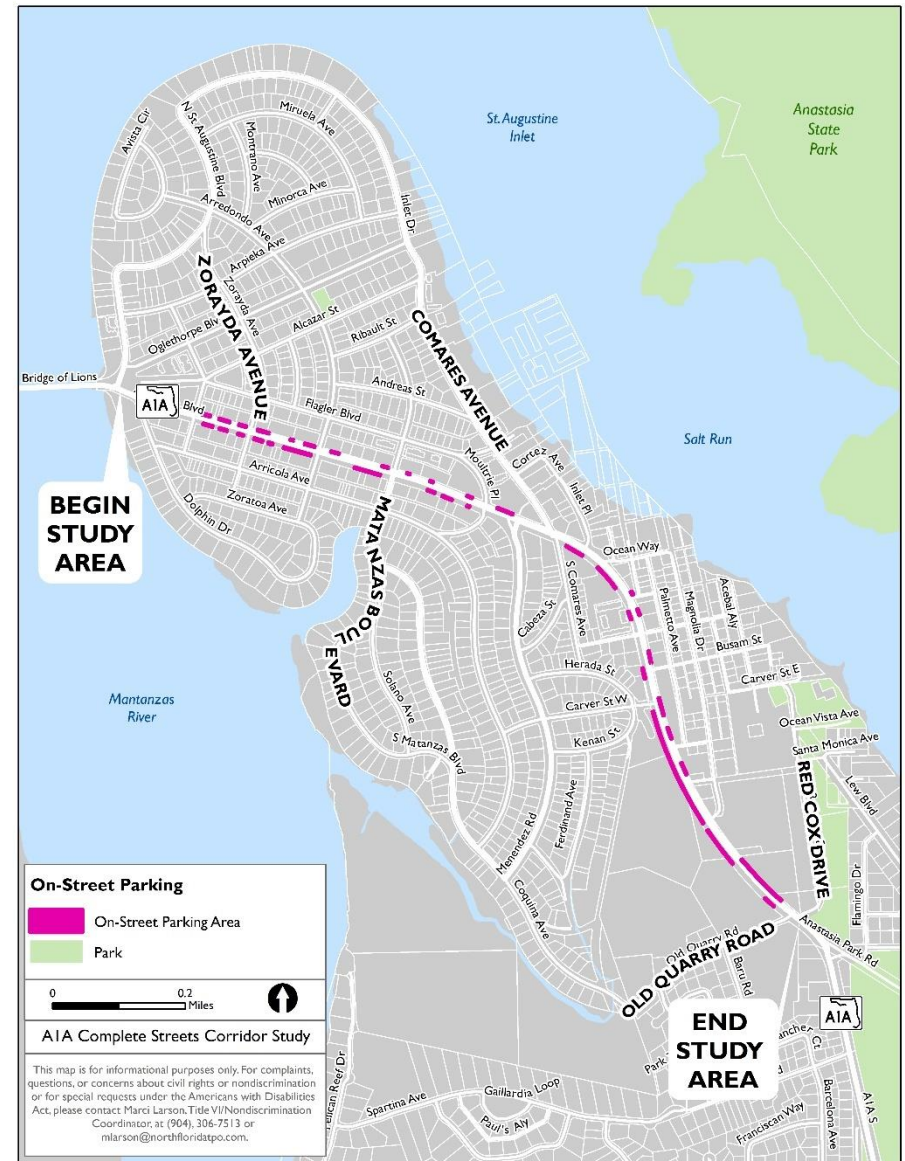 Anastasia
State
Park
St. Augustine
Inlet
Miruela Ave
Avista Cir
N St. Augustine Blvd
Montrano Ave
Minorca Ave
Inlet Dr
Arredondo Ave
Arpieka Ave
ZORAYDA AVENUE
Zorayda Ave
Oglethorpe Blv
Alcazar St
Ribault St
COMARES AVENUE
Bridge of Lions
A1A
Blvd
Andreas St
Flagler Blvd
Salt Run
Arricola Ave
Moultrie Pl
Cortez Ave
Inlet Pl
BEGIN
STUDY
AREA
Zoratoa Ave
Dolphin Dr
MATANZAS BOULEVARD
Ocean Way
S Comares Ave
Palmetto Ave
Magnolia Dr
Acebal Aly
Cabeza St
Busam St
Herada St
Carver St E
Mantanzas
River
Solano Ave
Carver St W
Ocean Vista Ave
Kenan St
Santa Monica Ave
S Matanzas Blvd
RED COX DRIVE
Lew Blvd
Ferdinand Ave
Menendez Rd
Flamingo Dr
Coquina Ave
Anastasia Park Rd
Old Quarry Rd
OLD QUARRY ROAD
Baru Rd
A1A
END
STUDY
AREA
Park
ancher Ct
Gaillardia Loop
Spartina Ave
Paul's Aly
Franciscan Way
Barcelona Ave
A1A S
elican Reef Dr
On-Street Parking
On-Street Parking Area
Park
0 0.2
Miles
A1A Complete Streets Corridor Study
This map is for informational purposes only. For complaints,
questions, or concerns about civil rights or nondiscrimination
or for special requests under the Americans with Disabilities
Act, please contact Marci Larson, Title VI/Nondiscrimination
Coordinator, at (904), 306-7513 or
mlarson@northfloridatpo.com.